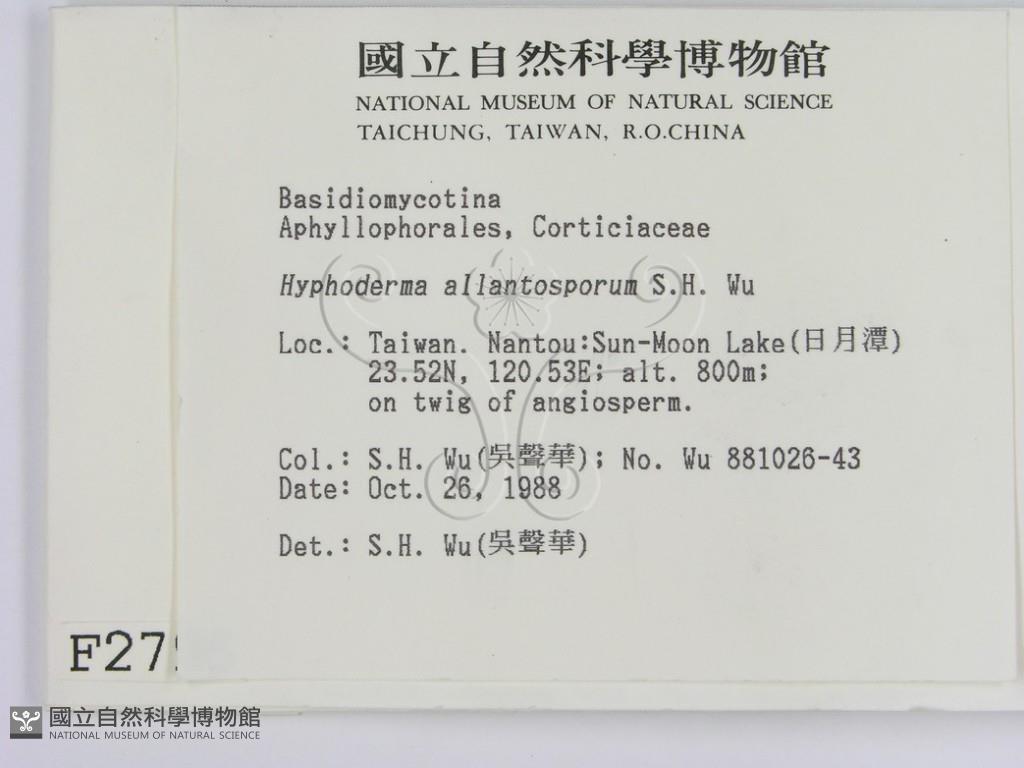 國立自然科學博物館
NATIONAL MUSEUM OF NATURAL SCIENCE
TAICHUNG, TAIWAN, R.O.CHINA
Basidiomycotina
Aphyllophorales, Corticiaceae
Hyphoderma allantosporum S.H. Wu
Loc.: Taiwan. Nantou:Sun-Moon Lake(日月潭)
23.52N, 120.53E; alt. 800m;
on twig of angiosperm.
Col.: S.H. Wu(吳聲華); No. Wu 881026-43
Date: Oct. 26, 1988
Det.: S.H. Wu(吳聲華)
F27
國立自然科學博物館
NATIONAL MUSEUM OF NATURAL SCIENCE